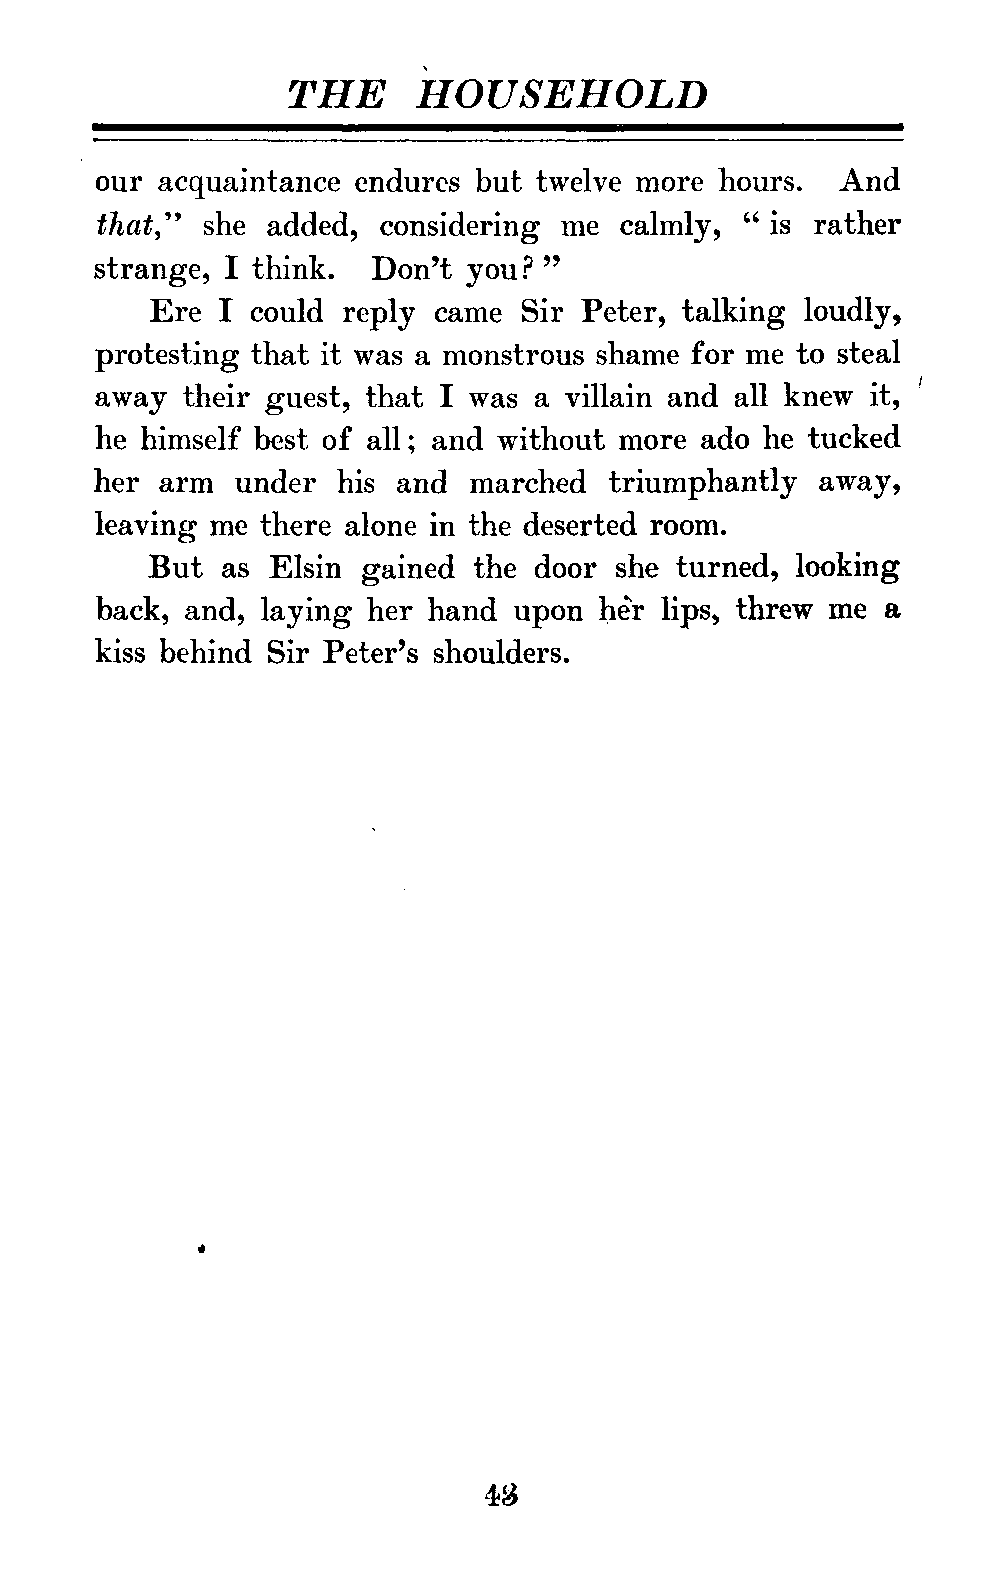 THE HOUSEHOLD
our acquaintance endures but twelve more hours. And
that," she added, considering me calmly, " is rather
strange, I think. Don't you? "
Ere I could reply came Sir Peter, talking loudly,
protesting that it was a monstrous shame for me to steal
away their guest, that I was a villain and all knew it,
he himself best of all; and without more ado he tucked
her arm under his and marched triumphantly away,
leaving me there alone in the deserted room.
But as Elsin gained the door she turned, looking
back, and, laying her hand upon her lips, threw me a
kiss behind Sir Peter's shoulders.
43